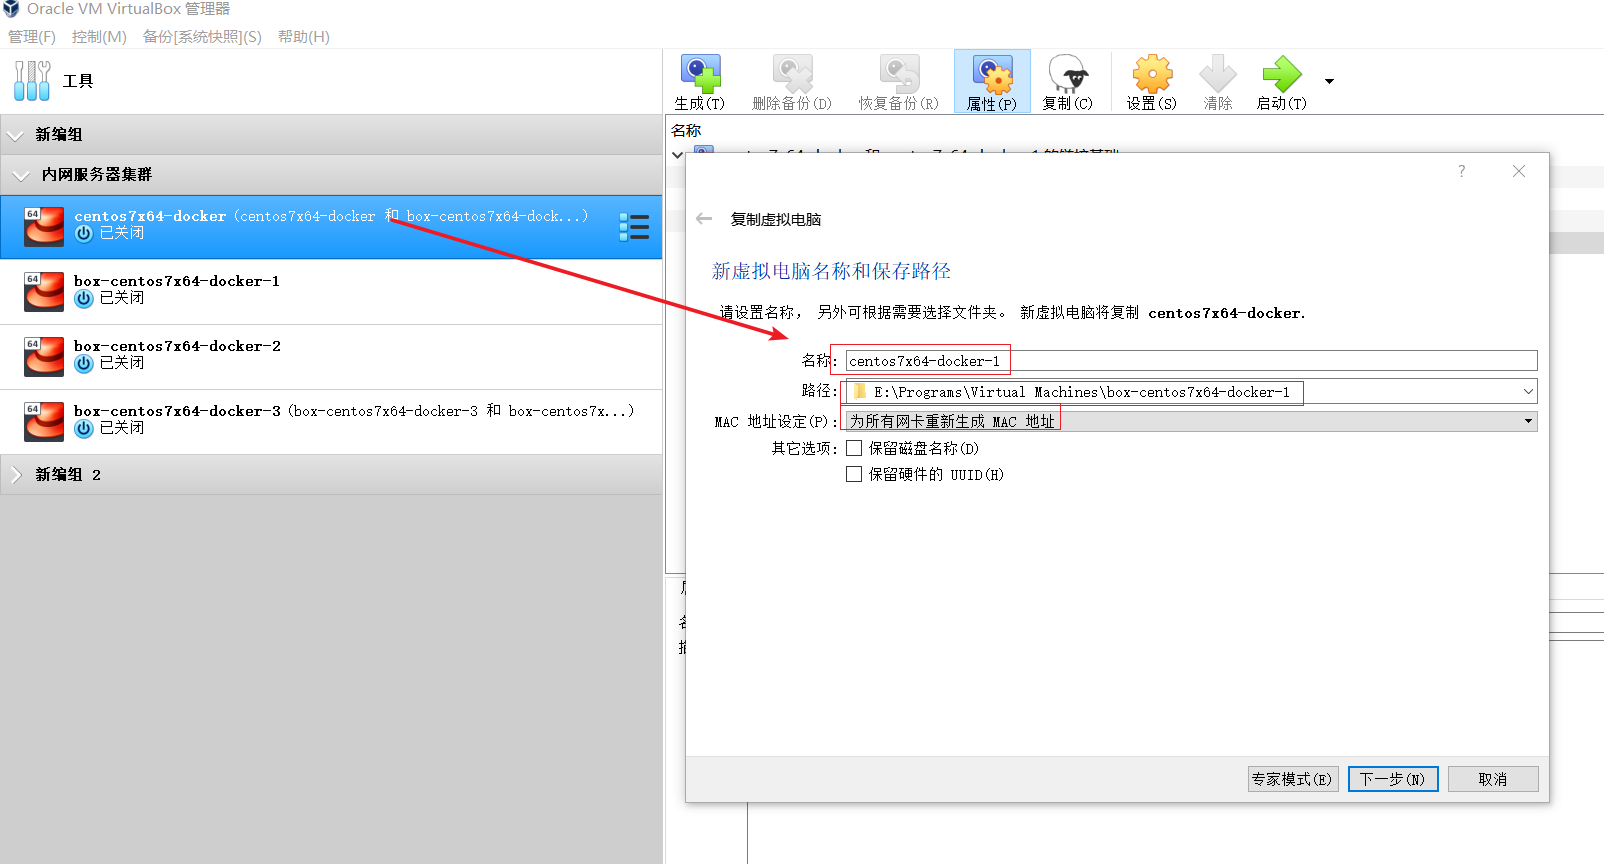 Oracle VM VirtualBox 管理器
管理(F) 控制(M) 备份[系统快照](S) 帮助(H)
工具
生成(T) 删除备份(D) 恢复备份(R) 属性(P) 复制(C) 设置(S) 清除 启动(T)
名称
新编组
内网服务器集群
centos7x64-docker (centos7x64-docker 和 box-centos7x64-dock...)
已关闭
box-centos7x64-docker-1
已关闭
box-centos7x64-docker-2
已关闭
box-centos7x64-docker-3 (box-centos7x64-docker-3 和 box-centos7x...)
已关闭
新编组 2
?
复制虚拟电脑
新虚拟电脑名称和保存路径
请设置名称， 另外可根据需要选择文件夹。 新虚拟电脑将复制 centos7x64-docker.
名称: centos7x64-docker-1
路径: E:\Programs\Virtual Machines\box-centos7x64-docker-1
MAC 地址设定(P): 为所有网卡重新生成 MAC 地址
其它选项: 保留磁盘名称(D)
保留硬件的 UUID(H)
专家模式(E) 下一步(N) 取消